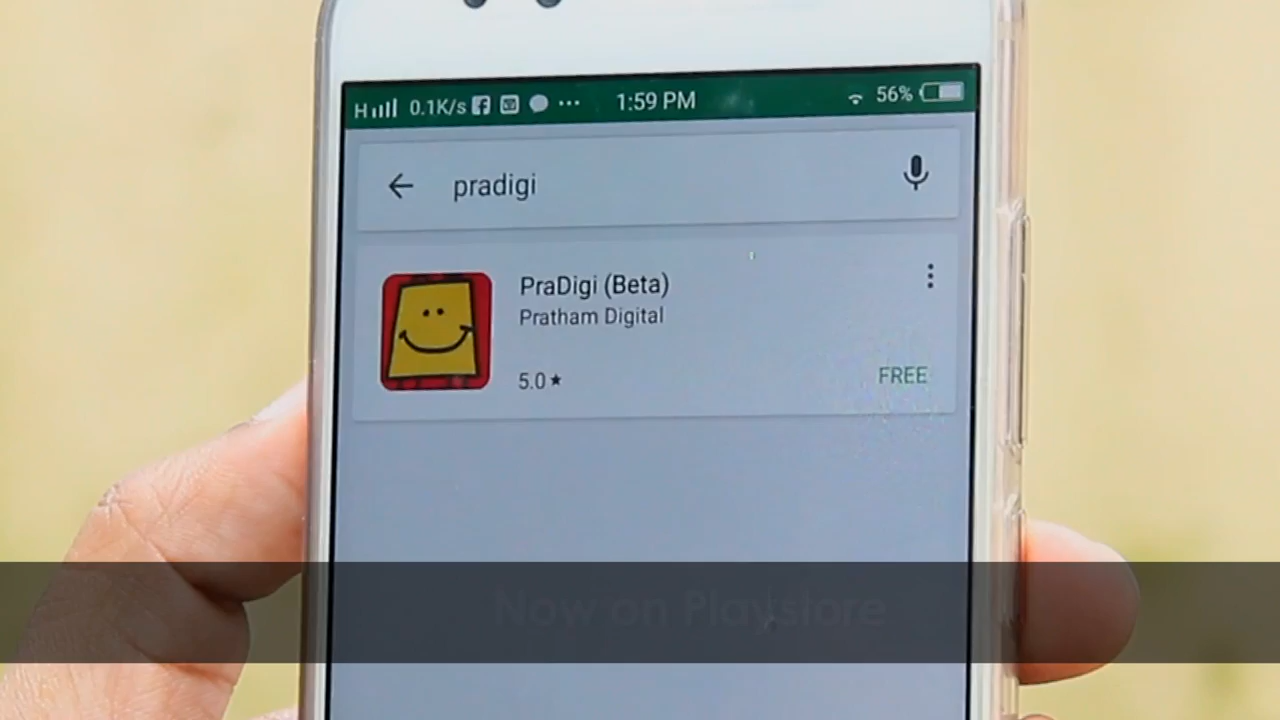 H 0.1K/s ... 1:59 PM 56%
pradigi
PraDigi (Beta)
Pratham Digital
5.0★
FREE
Now on Playstore